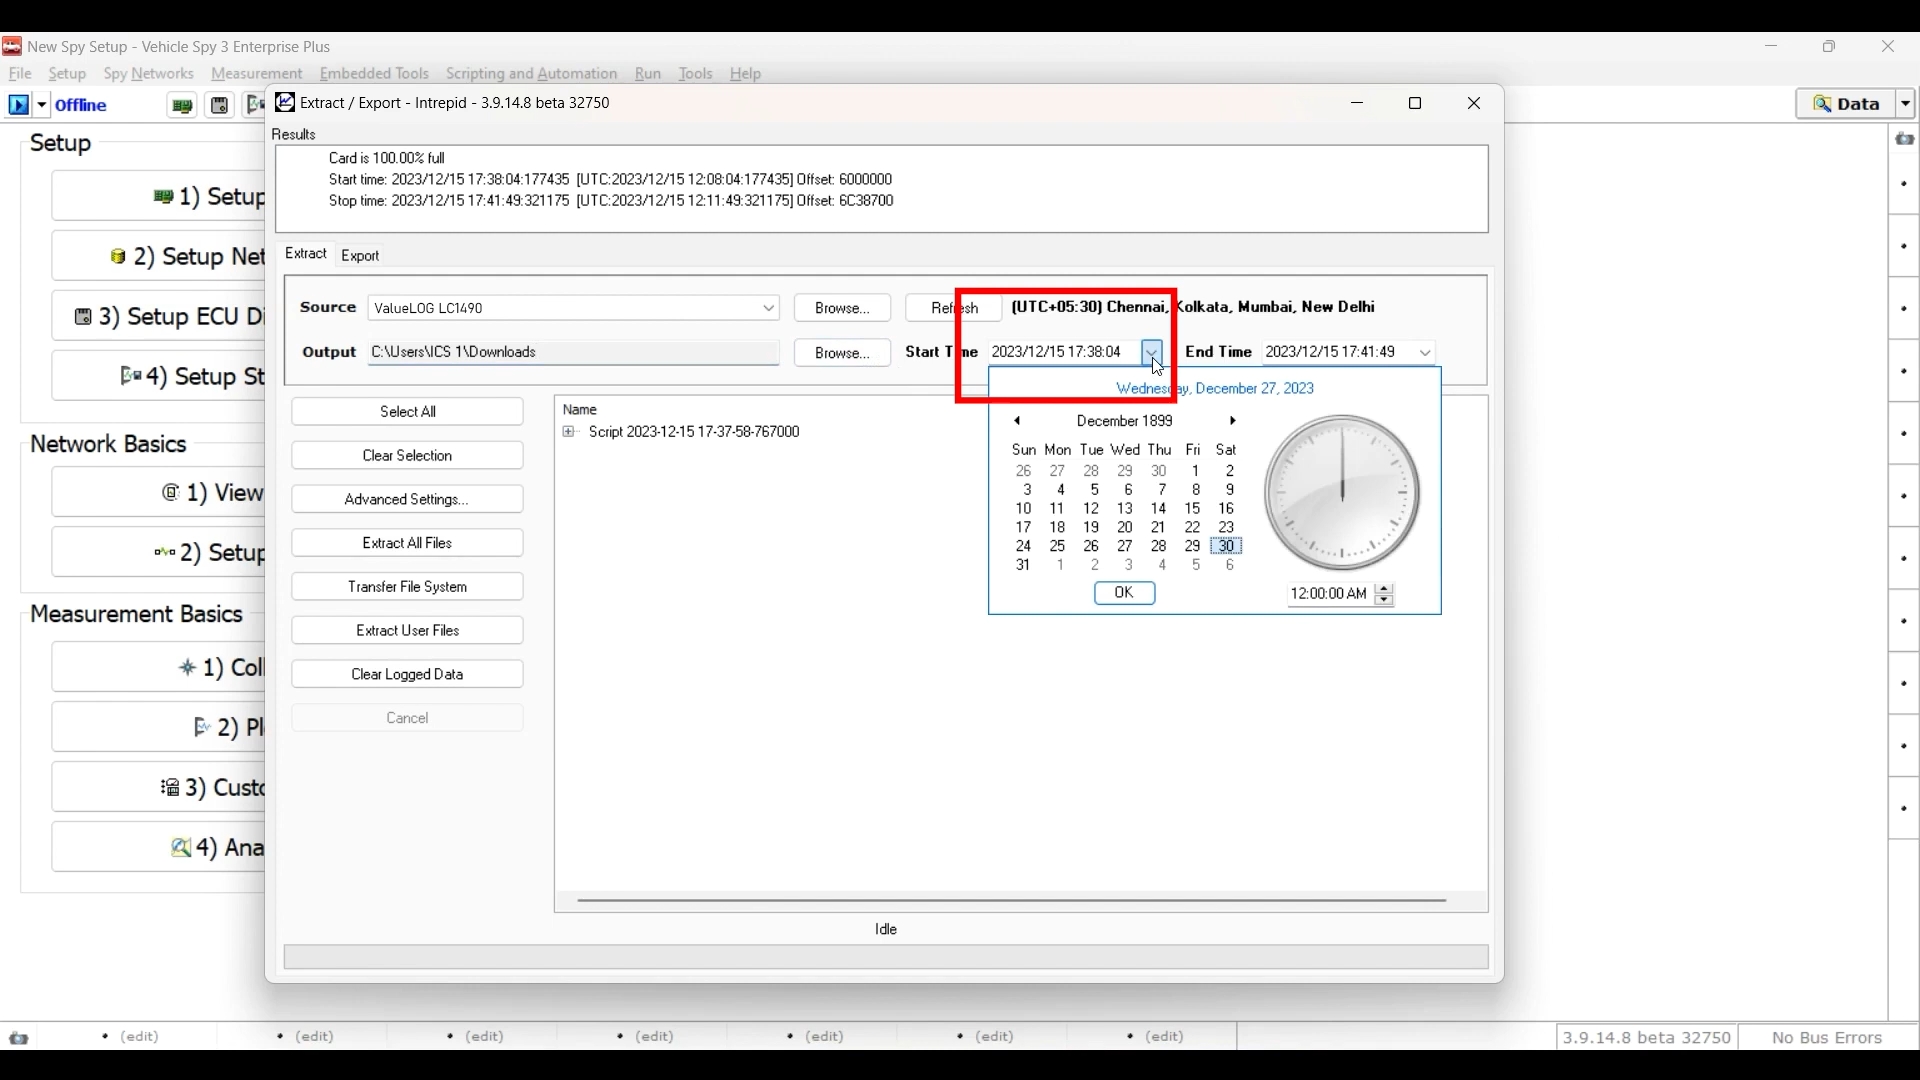 New Spy Setup - Vehicle Spy 3 Enterprise Plus
File Setup Spy Networks Measurement Embedded Tools Scripting and Automation Run Tools Help
Offline
Data
Extract / Export - Intrepid - 3.9.14.8 beta 32750
Results
Card is 100.00% full
Start time: 2023/12/15 17:38:04:177435 [UTC:2023/12/15 12:08:04:177435] Offset: 6000000
Stop time: 2023/12/15 17:41:49:321175 [UTC:2023/12/15 12:11:49:321175] Offset: 6C38700
Extract Export
Source ValueLOG LC1490 Browse... Refresh (UTC+05:30) Chennai, Kolkata, Mumbai, New Delhi
Output C:\Users\ICS 1\Downloads Browse... Start Time 2023/12/15 17:38:04 End Time 2023/12/15 17:41:49
Wednesday, December 27, 2023
December 1899
Sun Mon Tue Wed Thu Fri Sat
26 27 28 29 30 1 2
3 4 5 6 7 8 9
10 11 12 13 14 15 16
17 18 19 20 21 22 23
24 25 26 27 28 29 30
31 1 2 3 4 5 6
OK
12:00:00 AM
Select All
Clear Selection
Advanced Settings...
Extract All Files
Transfer File System
Extract User Files
Clear Logged Data
Cancel
Name
Script 2023-12-15 17-37-58-767000
Idle
Setup
1) Setup
2) Setup Net
3) Setup ECU Di
4) Setup St
Network Basics
1) View
2) Setup
Measurement Basics
1) Coll
2) Pl
3) Custo
4) Ana
(edit) (edit) (edit) (edit) (edit) (edit) (edit)
3.9.14.8 beta 32750 No Bus Errors